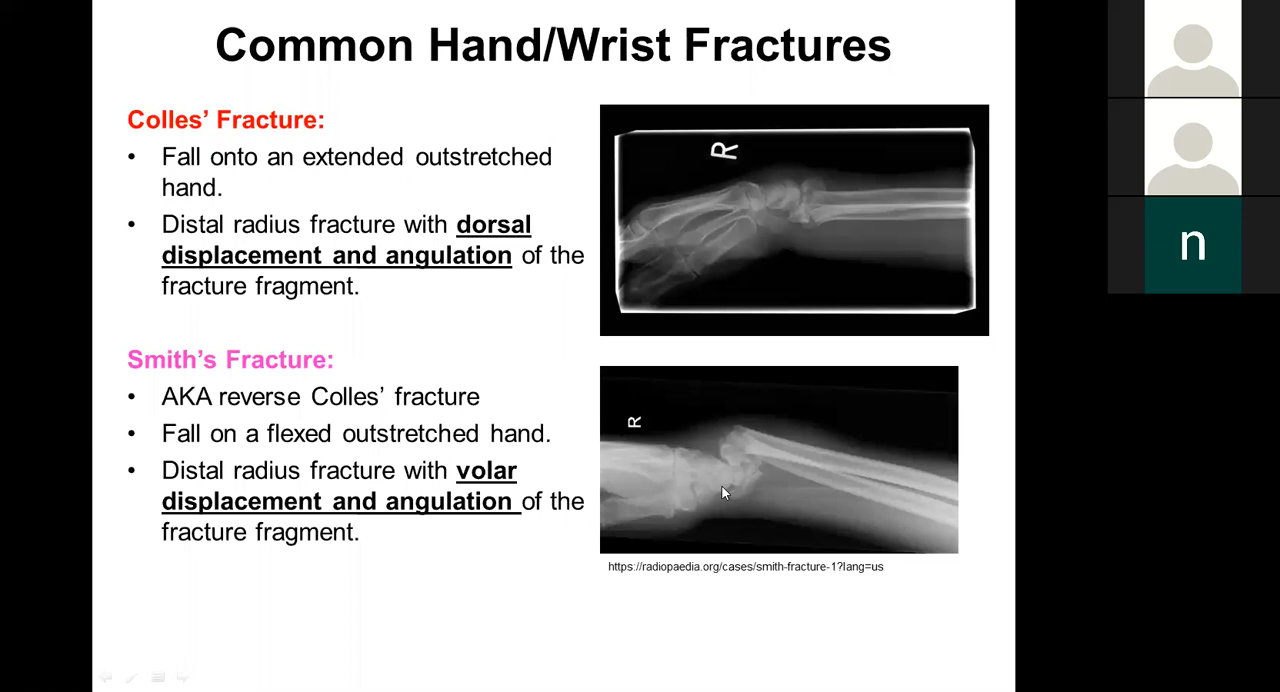 Common Hand/Wrist Fractures
Colles’ Fracture:
• Fall onto an extended outstretched
hand.
• Distal radius fracture with dorsal
displacement and angulation of the
fracture fragment.
R
Smith’s Fracture:
• AKA reverse Colles’ fracture
• Fall on a flexed outstretched hand.
• Distal radius fracture with volar
displacement and angulation of the
fracture fragment.
R
https://radiopaedia.org/cases/smith-fracture-1?lang=us
n